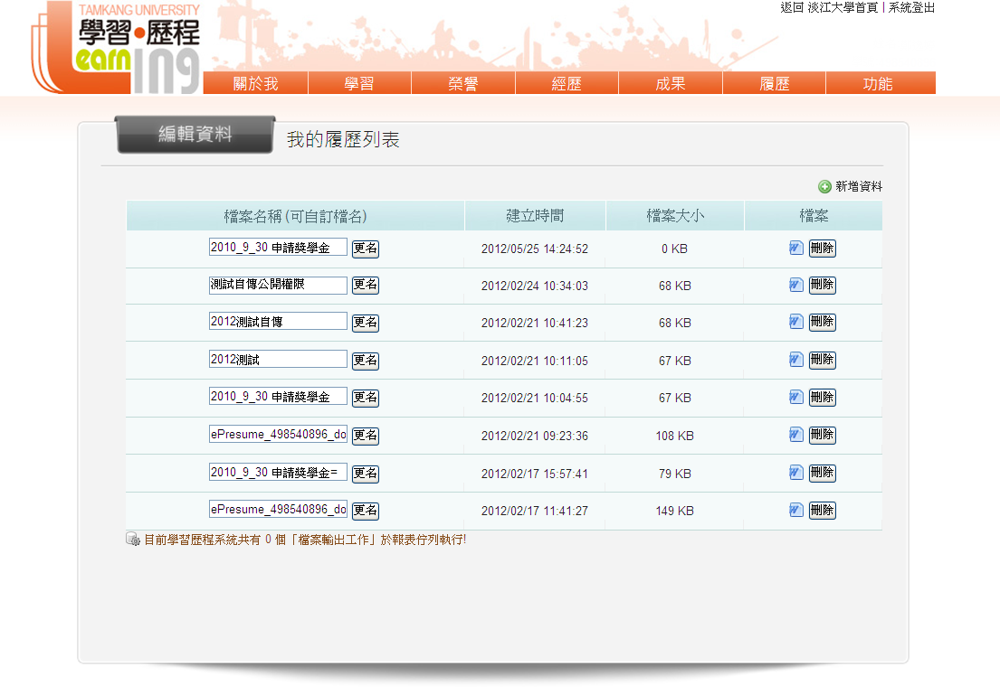 返回 淡江大學首頁 | 系統登出
TAMKANG UNIVERSITY
學習•歷程
Learning
關於我 學習 榮譽 經歷 成果 履歷 功能
編輯資料 我的履歷列表
新增資料
檔案名稱 (可自訂檔名) 建立時間 檔案大小 檔案
2010_9_30 申請獎學金 更名 2012/05/25 14:24:52 0 KB 刪除
測試自傳公開權限 更名 2012/02/24 10:34:03 68 KB 刪除
2012測試自傳 更名 2012/02/21 10:41:23 68 KB 刪除
2012測試 更名 2012/02/21 10:11:05 67 KB 刪除
2010_9_30 申請獎學金 更名 2012/02/21 10:04:55 67 KB 刪除
ePresume_498540896_do 更名 2012/02/21 09:23:36 108 KB 刪除
2010_9_30 申請獎學金= 更名 2012/02/17 15:57:41 79 KB 刪除
ePresume_498540896_do 更名 2012/02/17 11:41:27 149 KB 刪除
目前學習歷程系統共有 0 個「檔案輸出工作」於報表佇列執行!